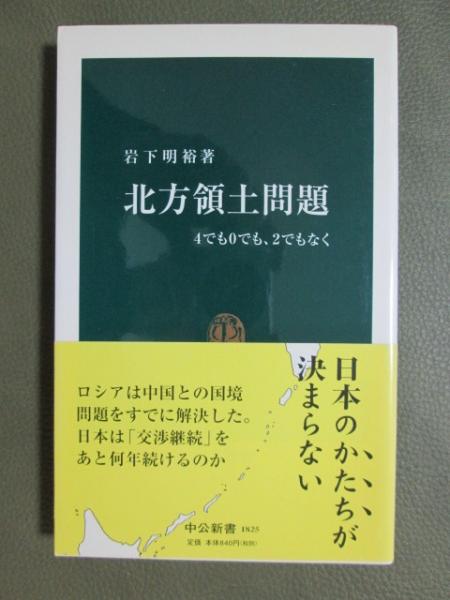 岩下明裕著
北方領土問題
4でも0でも、2でもなく
日本のかたちが
決まらない
ロシアは中国との国境
問題をすでに解決した。
日本は「交渉継続」を
あと何年続けるのか
中公新書 1825
定価 本体840円(税別)